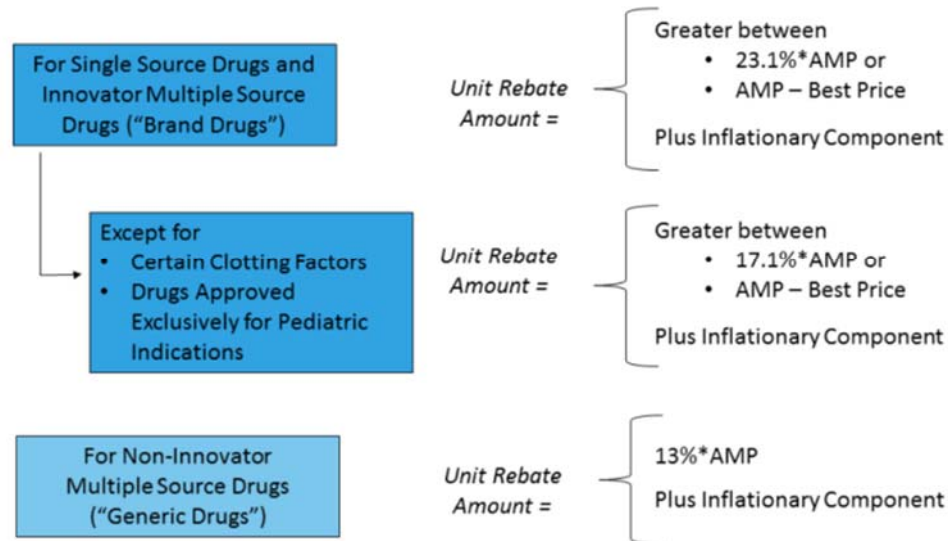 For Single Source Drugs and
Innovator Multiple Source
Drugs (“Brand Drugs”)
Unit Rebate
Amount =
Greater between
• 23.1%*AMP or
• AMP – Best Price
Plus Inflationary Component
Except for
• Certain Clotting Factors
• Drugs Approved
Exclusively for Pediatric
Indications
Unit Rebate
Amount =
Greater between
• 17.1%*AMP or
• AMP – Best Price
Plus Inflationary Component
For Non-Innovator
Multiple Source Drugs
(“Generic Drugs”)
Unit Rebate
Amount =
13%*AMP
Plus Inflationary Component